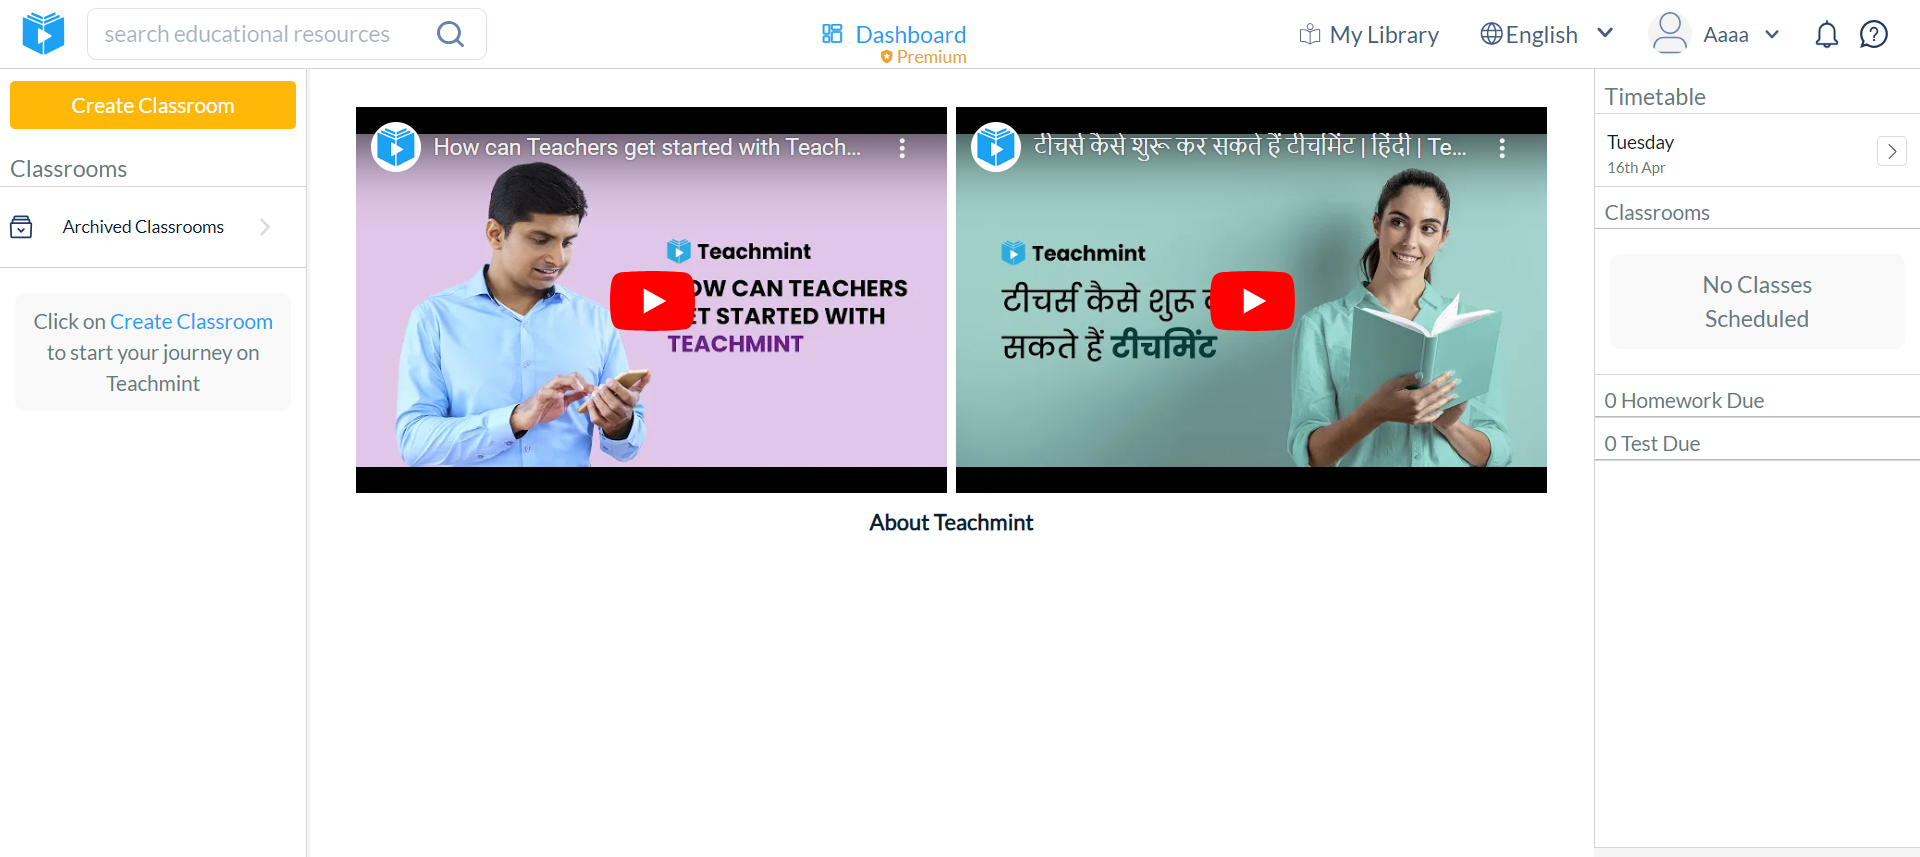 search educational resources
Dashboard
Premium
My Library
English
Aaaa
Create Classroom
Classrooms
Archived Classrooms
Click on Create Classroom
to start your journey on
Teachmint
How can Teachers get started with Teach...
Teachmint
OW CAN TEACHERS
ET STARTED WITH
TEACHMINT
टीचर्स कैसे शुरू कर सकते हैं टीचमिंट | हिंदी | Te...
Teachmint
टीचर्स कैसे शुरू
सकते हैं टीचमिंट
About Teachmint
Timetable
Tuesday
16th Apr
Classrooms
No Classes
Scheduled
0 Homework Due
0 Test Due